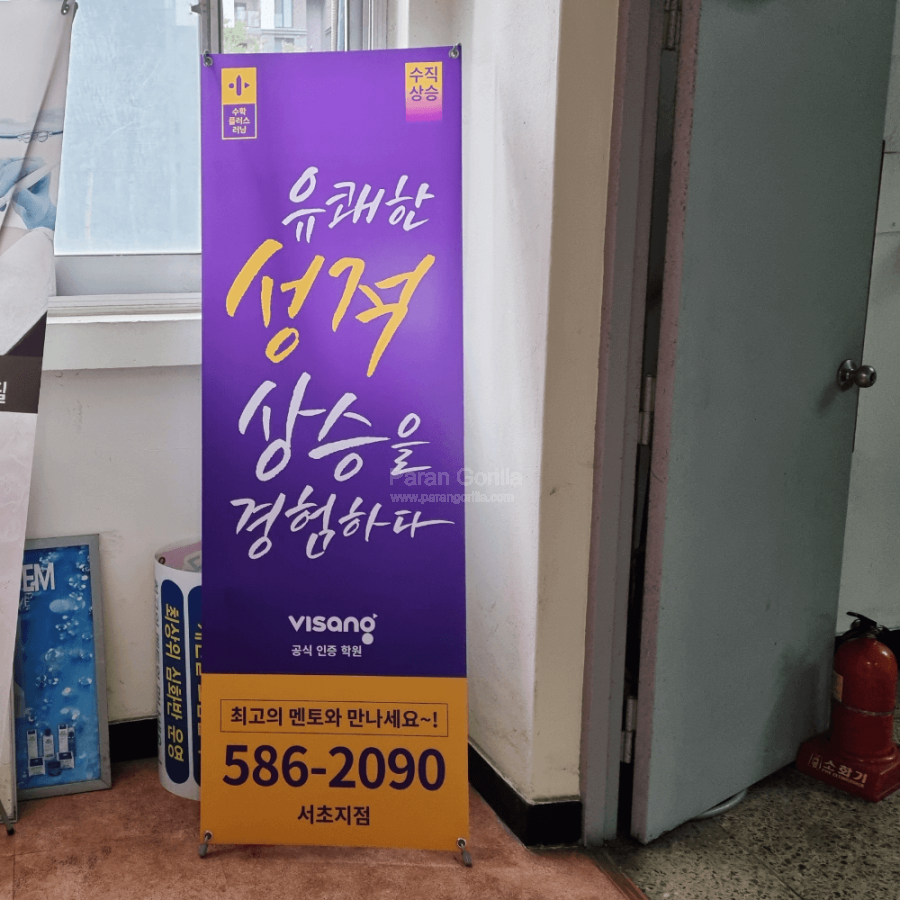 수학
플러스
러닝
수직
상승
유쾌한
성적
상승을
경험하다
visang
공식 인증 학원
최고의 멘토와 만나세요~!
586-2090
서초지점
Paran Gorilla
www.parangorilla.com
EM
최상위 심화반 운영
소화기